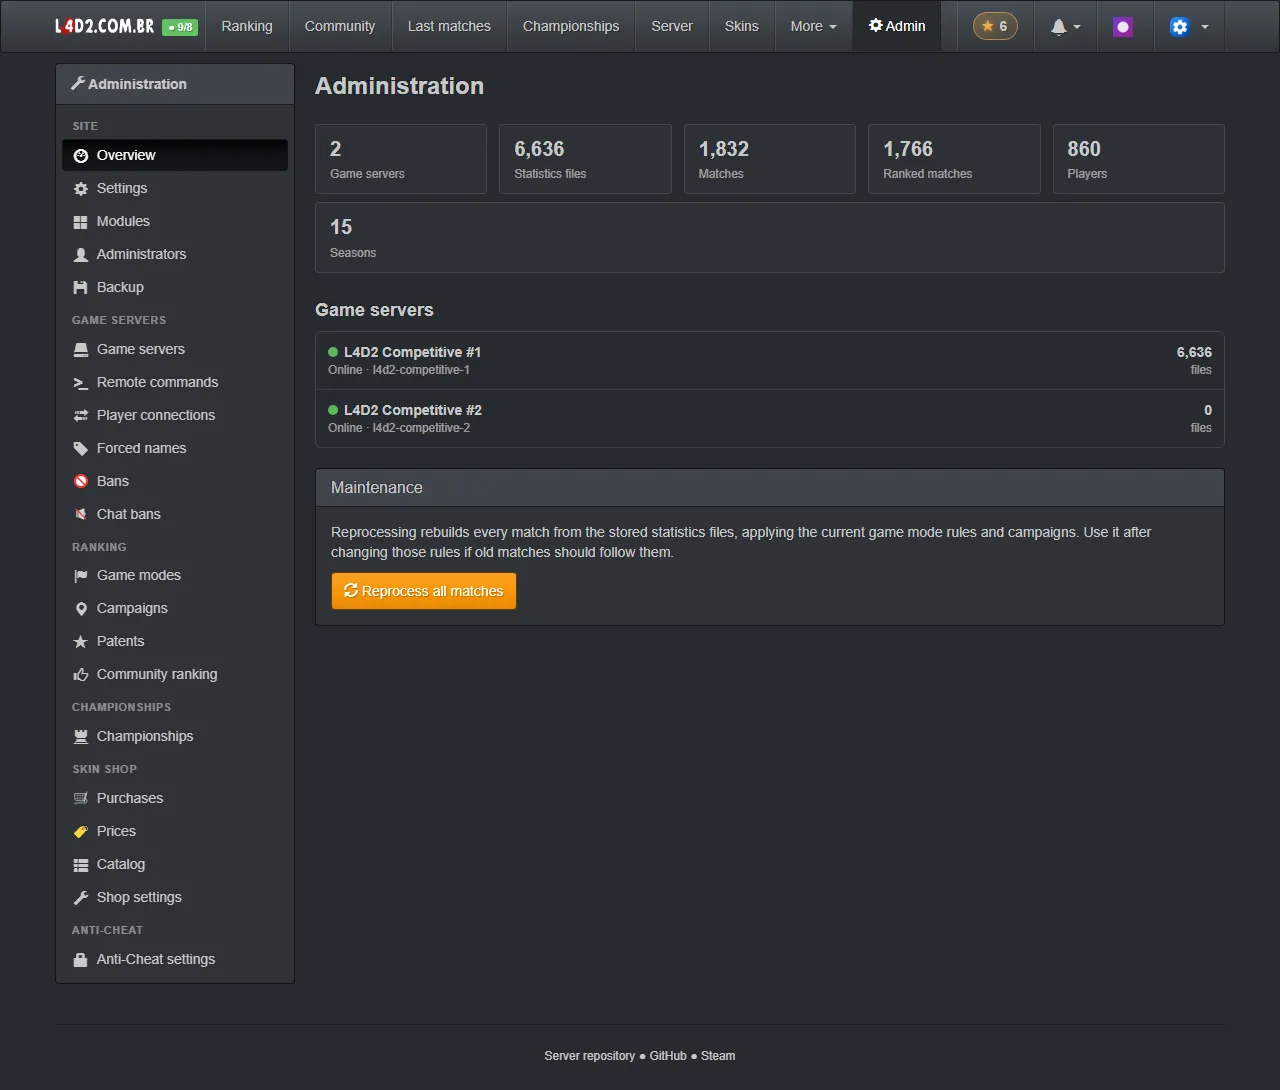 L4D2.COM.BR ● 9/8 Ranking Community Last matches Championships Server Skins More Admin ★ 6
Administration
SITE
Overview
Settings
Modules
Administrators
Backup
GAME SERVERS
Game servers
Remote commands
Player connections
Forced names
Bans
Chat bans
RANKING
Game modes
Campaigns
Patents
Community ranking
CHAMPIONSHIPS
Championships
SKIN SHOP
Purchases
Prices
Catalog
Shop settings
ANTI-CHEAT
Anti-Cheat settings
Administration
2
Game servers
6,636
Statistics files
1,832
Matches
1,766
Ranked matches
860
Players
15
Seasons
Game servers
L4D2 Competitive #1
Online · l4d2-competitive-1
6,636
files
L4D2 Competitive #2
Online · l4d2-competitive-2
0
files
Maintenance
Reprocessing rebuilds every match from the stored statistics files, applying the current game mode rules and campaigns. Use it after
changing those rules if old matches should follow them.
Reprocess all matches
Server repository ● GitHub ● Steam